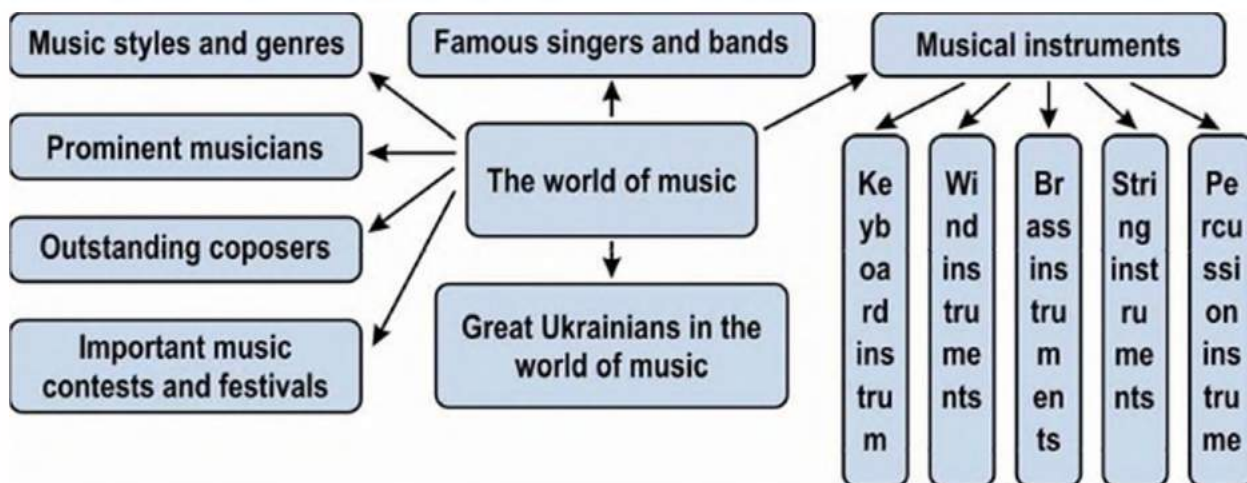 Music styles and genres
Famous singers and bands
Musical instruments
Prominent musicians
The world of music
Outstanding coposers
Important music
contests and festivals
Great Ukrainians in the
world of music
Ke
yb
oa
rd
ins
tru
m
Wi
nd
ins
tru
me
nts
Br
ass
ins
tru
m
en
ts
Stri
ng
inst
ru
me
nts
Pe
rcu
ssi
on
ins
tru
me